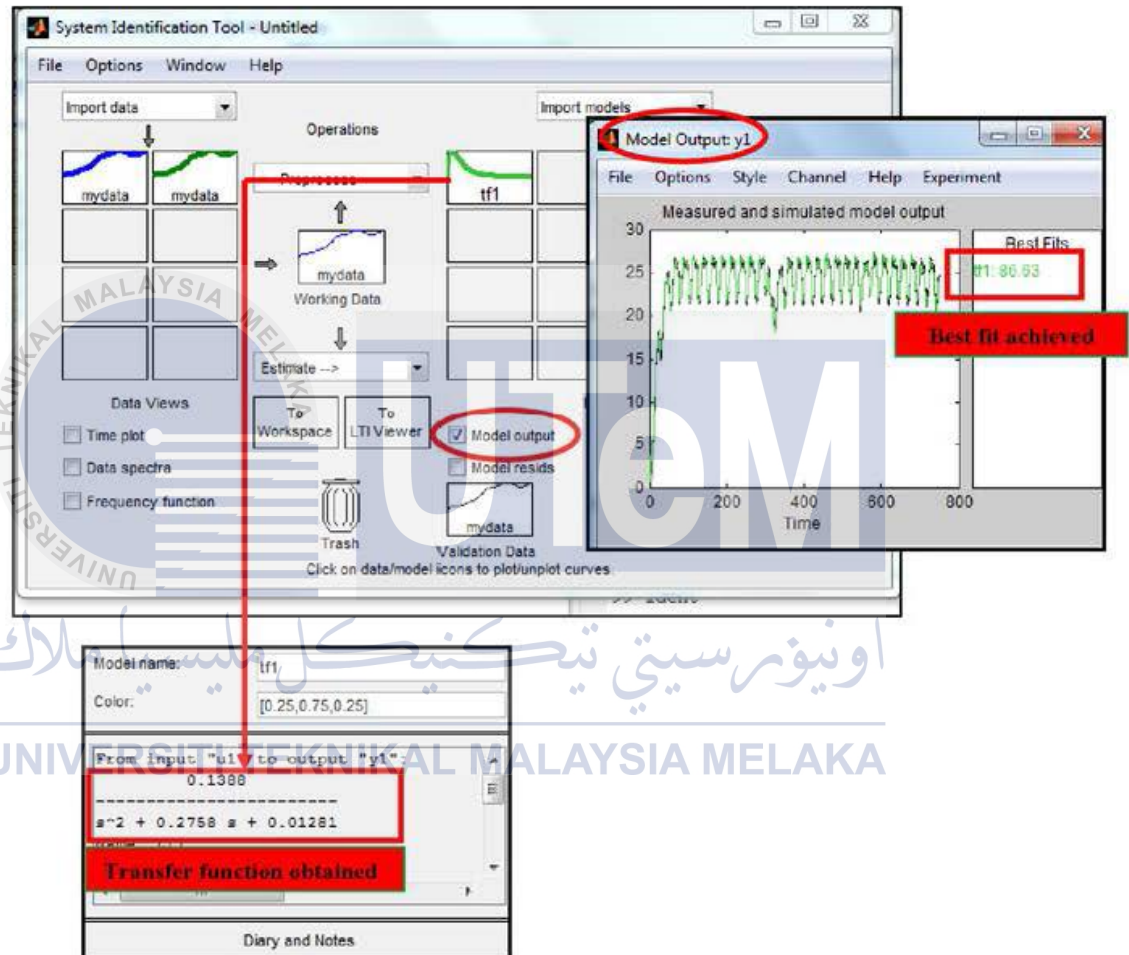 System Identification Tool - Untitled
File Options Window Help
Import data
Import models
Operations
mydata
mydata
Preprocess
tf1
mydata
Working Data
Estimate -->
Data Views
To Workspace
To LTI Viewer
Time plot
Data spectra
Frequency function
Model output
Model resids
Trash
mydata
Validation Data
Click on data/model icons to plot/unplot curves.
>> ident
Model Output: y1
File Options Style Channel Help Experiment
Measured and simulated model output
30
25
20
15
10
5
0
0 200 400 600 800
Time
Best Fits
tf1: 86.63
Best fit achieved
Model name: tf1
Color: [0.25,0.75,0.25]
From input "u1" to output "y1":
0.1388
------------------------
s^2 + 0.2758 s + 0.01281
Transfer function obtained
Diary and Notes
UTeM
اونيۏرسيتي تيكنيكل مليسيا ملاك
UNIVERSITI TEKNIKAL MALAYSIA MELAKA